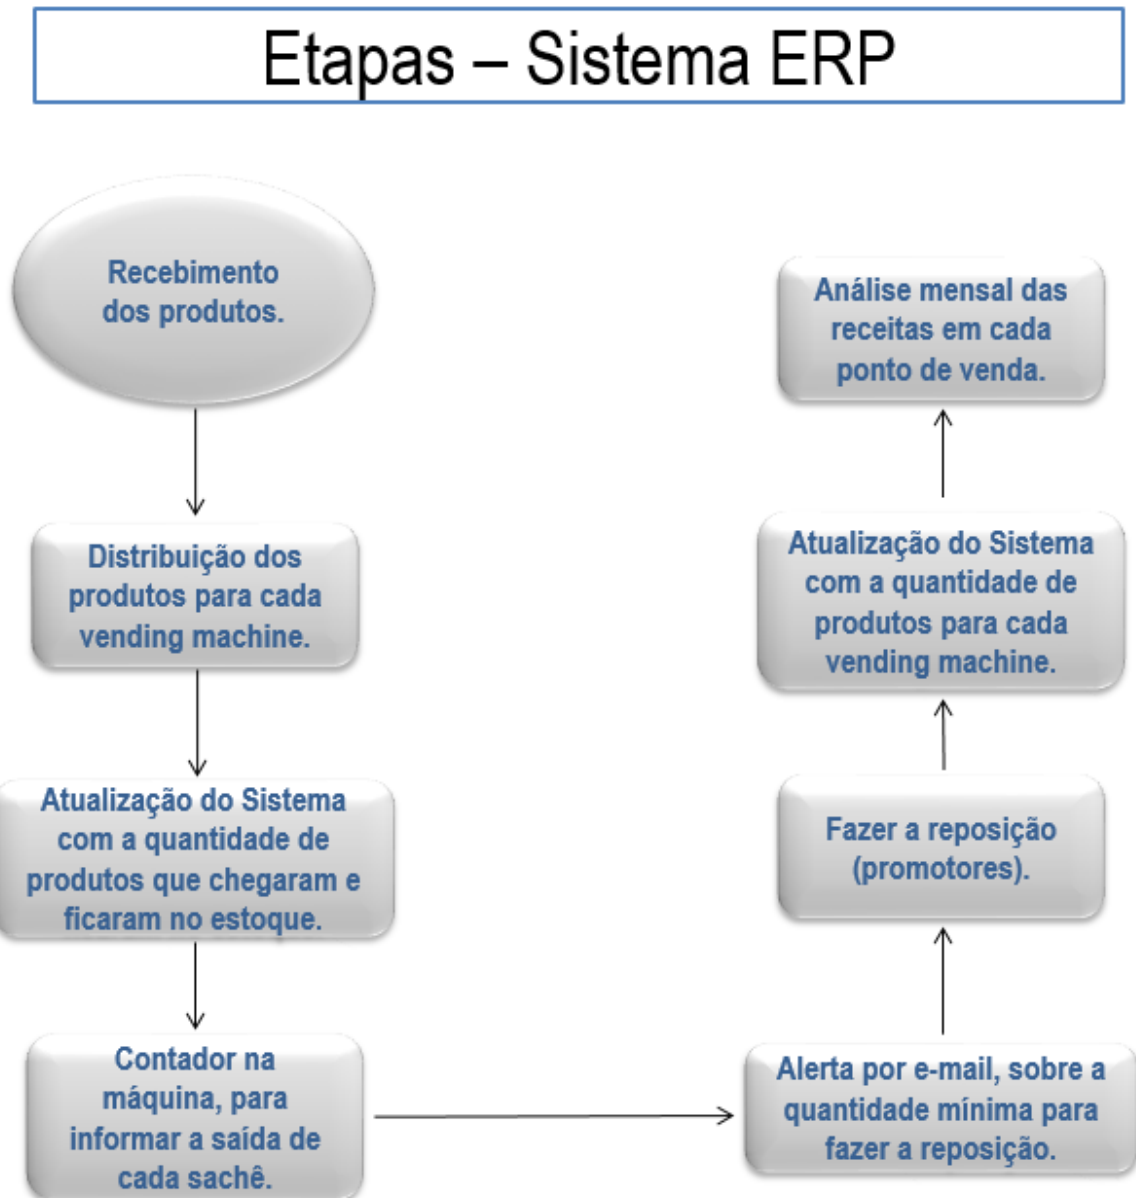 Etapas – Sistema ERP
Recebimento
dos produtos.
Distribuição dos
produtos para cada
vending machine.
Atualização do Sistema
com a quantidade de
produtos que chegaram e
ficaram no estoque.
Contador na
máquina, para
informar a saída de
cada sachê.
Alerta por e-mail, sobre a
quantidade mínima para
fazer a reposição.
Fazer a reposição
(promotores).
Atualização do Sistema
com a quantidade de
produtos para cada
vending machine.
Análise mensal das
receitas em cada
ponto de venda.